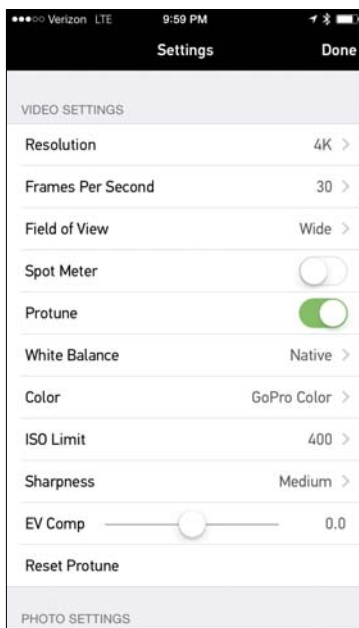 Verizon LTE 9:59 PM
Settings Done
VIDEO SETTINGS
Resolution 4K >
Frames Per Second 30 >
Field of View Wide >
Spot Meter
Protune
White Balance Native >
Color GoPro Color >
ISO Limit 400 >
Sharpness Medium >
EV Comp 0.0
Reset Protune
PHOTO SETTINGS